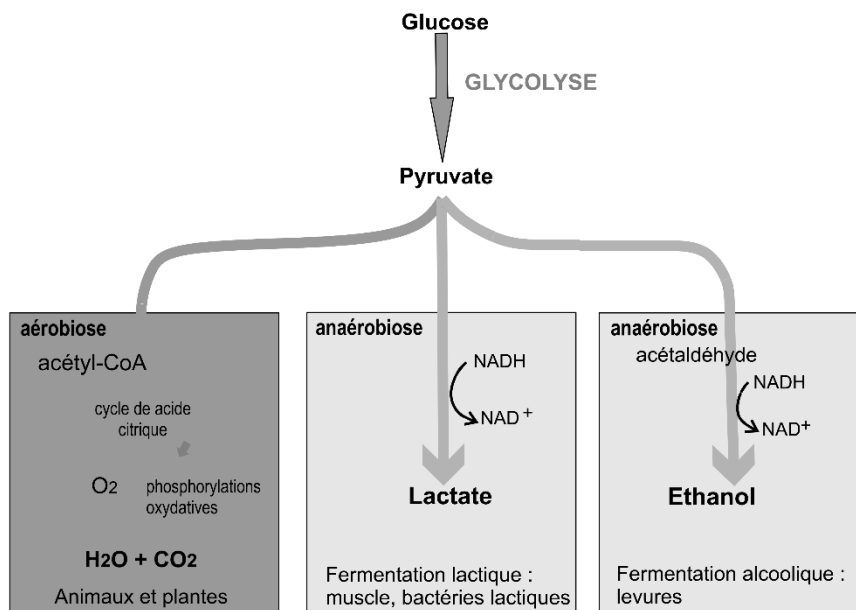 Glucose
GLYCOLYSE
Pyruvate
aérobiose
acétyl-CoA
cycle de acide
citrique
O2 phosphorylations
oxydatives
H2O + CO2
Animaux et plantes
anaérobiose
NADH
NAD+
Lactate
Fermentation lactique :
muscle, bactéries lactiques
anaérobiose
acétaldéhyde
NADH
NAD+
Ethanol
Fermentation alcoolique :
levures